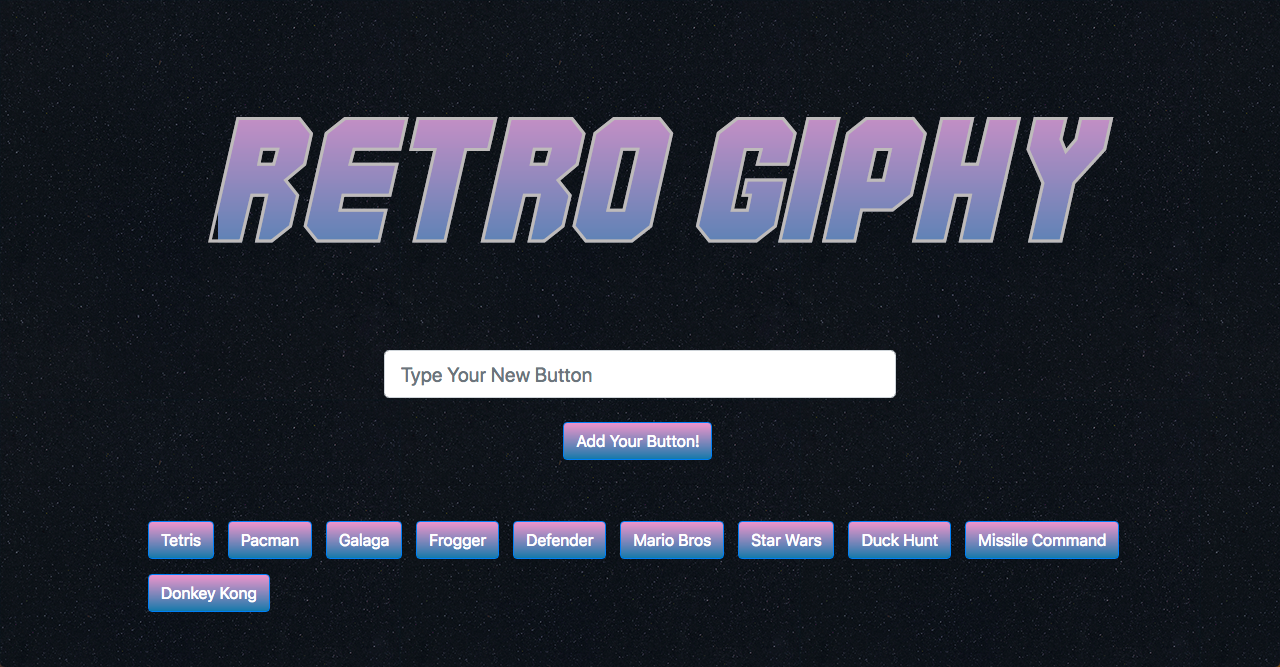 RETRO GIPHY
Type Your New Button
Add Your Button!
Tetris Pacman Galaga Frogger Defender Mario Bros Star Wars Duck Hunt Missile Command
Donkey Kong